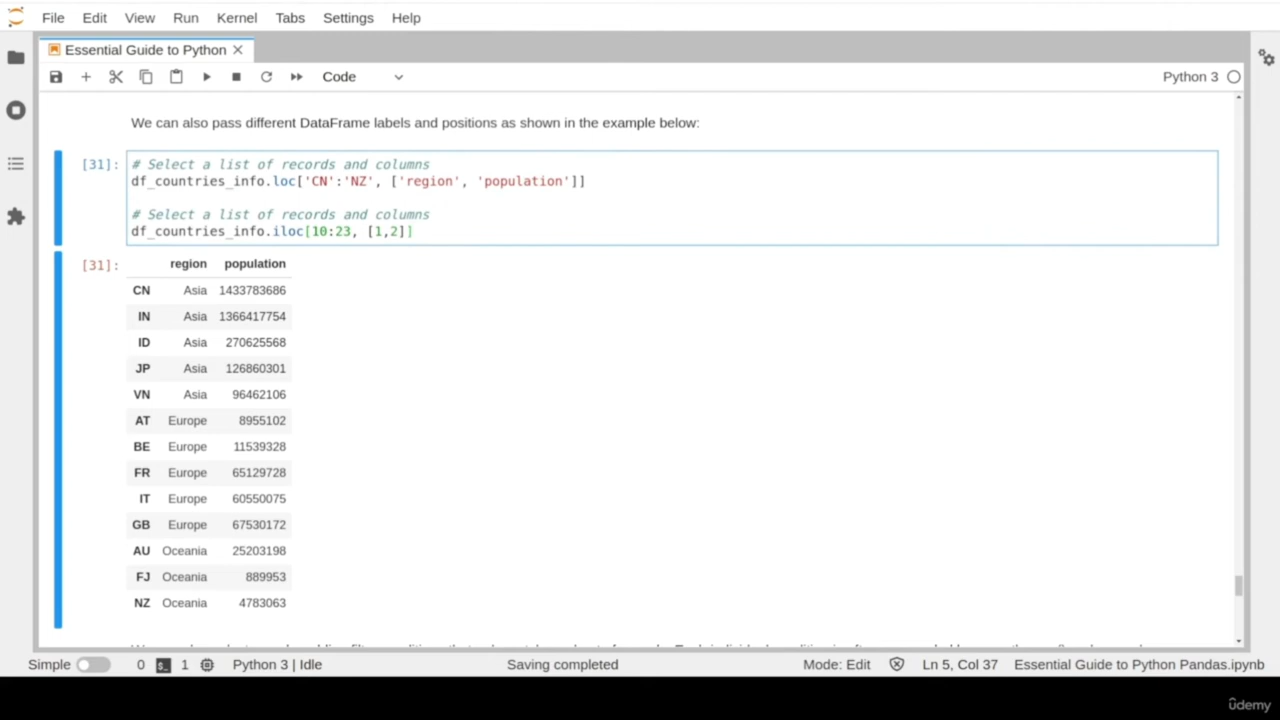 File Edit View Run Kernel Tabs Settings Help
Essential Guide to Python
Code
Python 3
We can also pass different DataFrame labels and positions as shown in the example below:
[31]: # Select a list of records and columns
df_countries_info.loc['CN':'NZ', ['region', 'population']]
# Select a list of records and columns
df_countries_info.iloc[10:23, [1,2]]
[31]: region population
CN Asia 1433783686
IN Asia 1366417754
ID Asia 270625568
JP Asia 126860301
VN Asia 96462106
AT Europe 8955102
BE Europe 11539328
FR Europe 65129728
IT Europe 60550075
GB Europe 67530172
AU Oceania 25203198
FJ Oceania 889953
NZ Oceania 4783063
Simple 0 $_ 1 Python 3 | Idle Saving completed Mode: Edit Ln 5, Col 37 Essential Guide to Python Pandas.ipynb
ûdemy